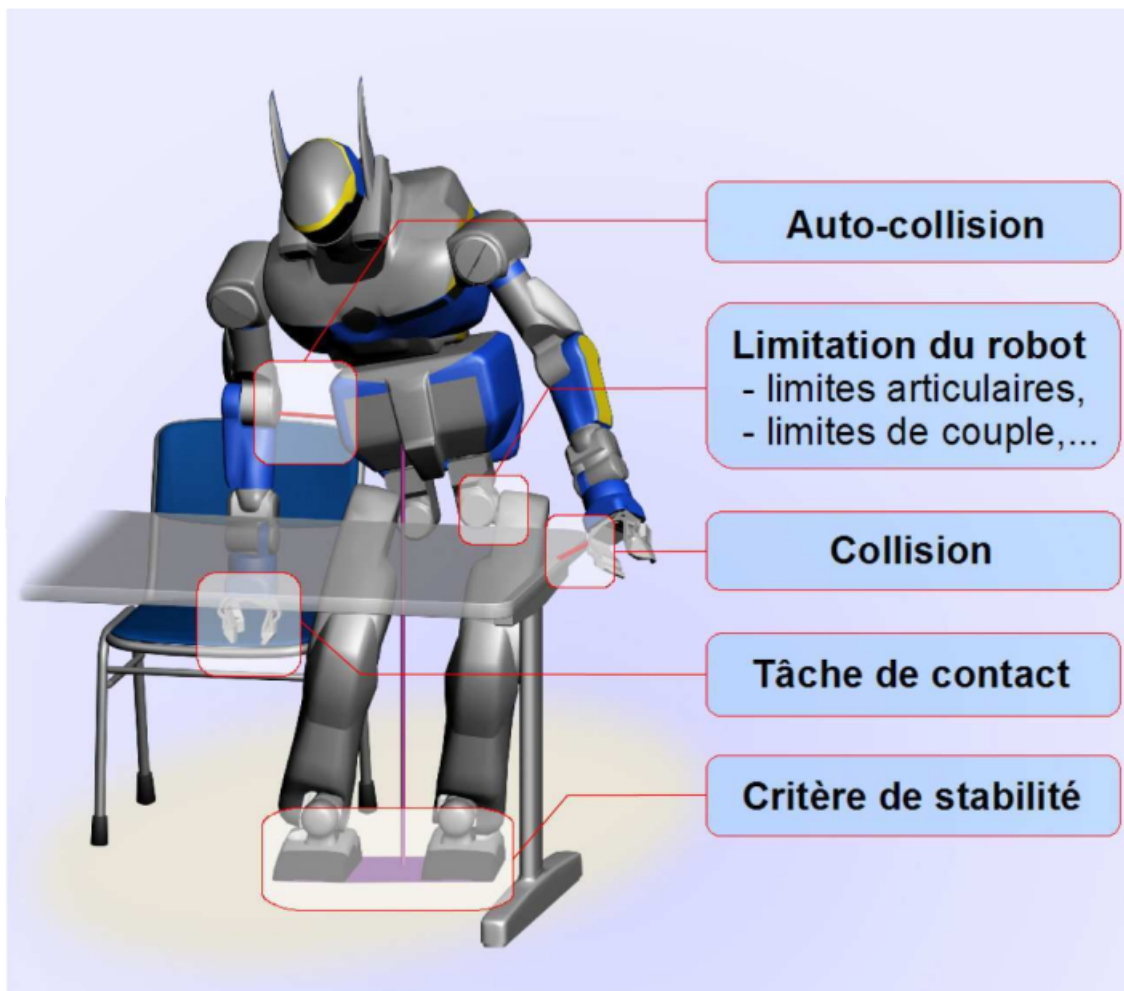 Auto-collision
Limitation du robot
- limites articulaires,
- limites de couple,...
Collision
Tâche de contact
Critère de stabilité